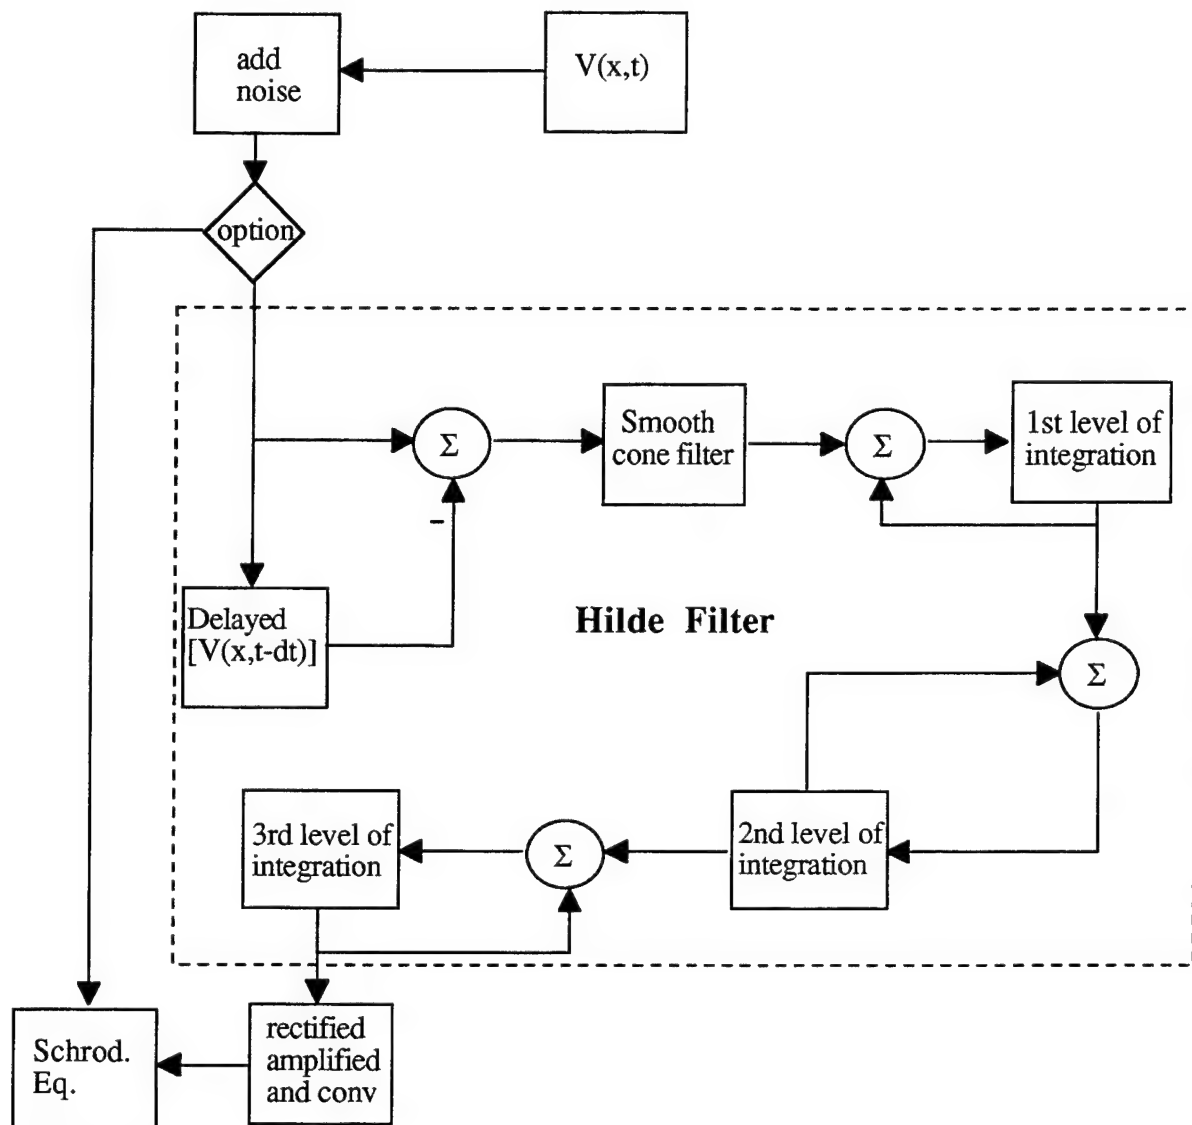 add
noise
V(x,t)
option
Σ
Smooth
cone filter
Σ
1st level of
integration
–
Delayed
[V(x,t-dt)]
Hilde Filter
Σ
3rd level of
integration
Σ
2nd level of
integration
Schrod.
Eq.
rectified
amplified
and conv